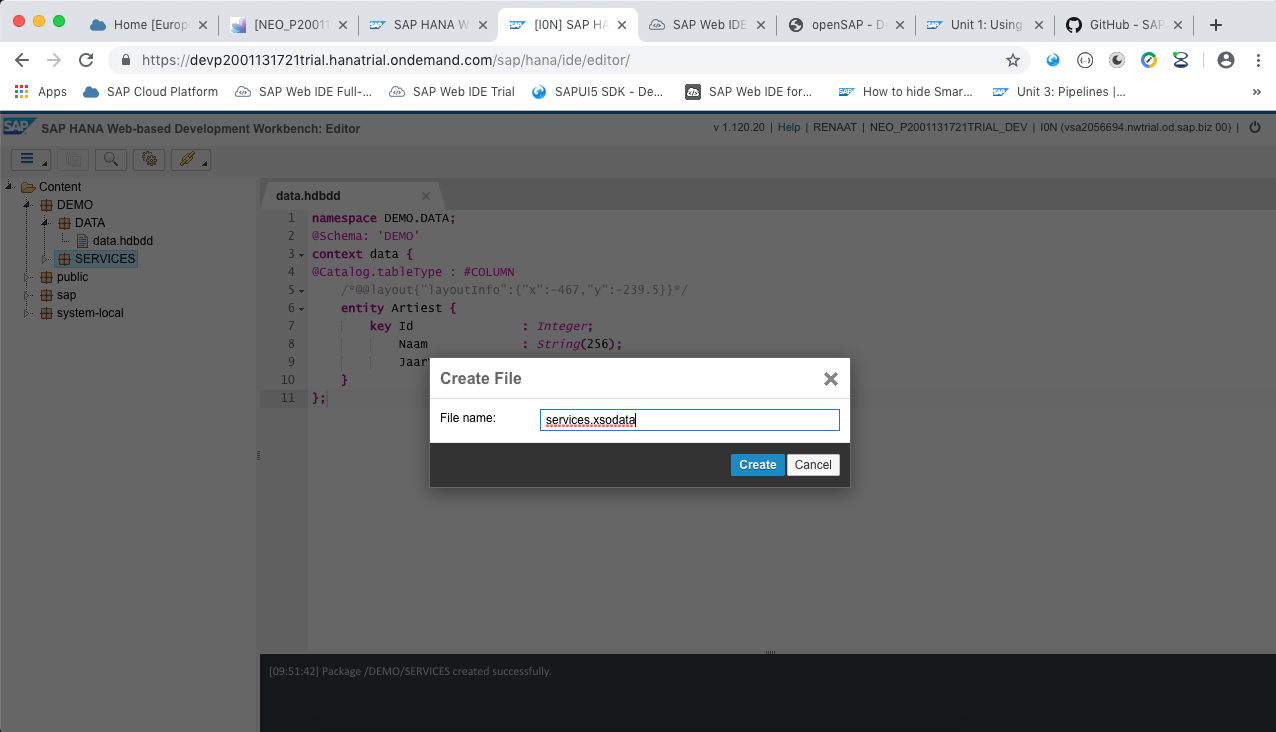 Home [Europ
[NEO_P20011
SAP HANA W
[I0N] SAP HA
SAP Web IDE
openSAP - D
Unit 1: Using
GitHub - SAP
https://devp2001131721trial.hanatrial.ondemand.com/sap/hana/ide/editor/
Apps
SAP Cloud Platform
SAP Web IDE Full-...
SAP Web IDE Trial
SAPUI5 SDK - De...
SAP Web IDE for...
How to hide Smar...
Unit 3: Pipelines |...
»
SAP
SAP HANA Web-based Development Workbench: Editor
v 1.120.20 | Help | RENAAT | NEO_P2001131721TRIAL_DEV | I0N (vsa2056694.nwtrial.od.sap.biz 00) |
Content
DEMO
DATA
data.hdbdd
SERVICES
public
sap
system-local
data.hdbdd
1 namespace DEMO.DATA;
2 @Schema: 'DEMO'
3 context data {
4 @Catalog.tableType : #COLUMN
5 /*@@layout{"layoutInfo":{"x":-467,"y":-239.5}}*/
6 entity Artiest {
7 key Id : Integer;
8 Naam : String(256);
9 Jaar
10 }
11 };
Create File
File name:
services.xsodata
Create
Cancel
[09:51:42] Package /DEMO/SERVICES created successfully.